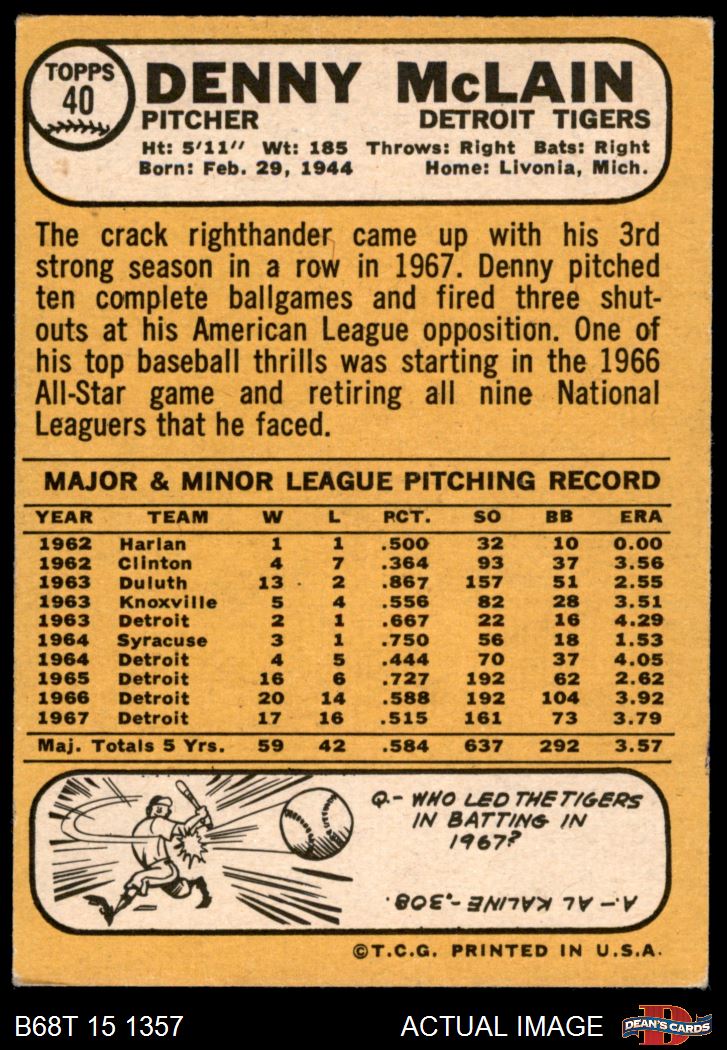 TOPPS
40
DENNY McLAIN
PITCHER DETROIT TIGERS
Ht: 5'11" Wt: 185 Throws: Right Bats: Right
Born: Feb. 29, 1944 Home: Livonia, Mich.
The crack righthander came up with his 3rd
strong season in a row in 1967. Denny pitched
ten complete ballgames and fired three shut-
outs at his American League opposition. One of
his top baseball thrills was starting in the 1966
All-Star game and retiring all nine National
Leaguers that he faced.
MAJOR & MINOR LEAGUE PITCHING RECORD
YEAR TEAM W L PCT. SO BB ERA
1962 Harlan 1 1 .500 32 10 0.00
1962 Clinton 4 7 .364 93 37 3.56
1963 Duluth 13 2 .867 157 51 2.55
1963 Knoxville 5 4 .556 82 28 3.51
1963 Detroit 2 1 .667 22 16 4.29
1964 Syracuse 3 1 .750 56 18 1.53
1964 Detroit 4 5 .444 70 37 4.05
1965 Detroit 16 6 .727 192 62 2.62
1966 Detroit 20 14 .588 192 104 3.92
1967 Detroit 17 16 .515 161 73 3.79
Maj. Totals 5 Yrs. 59 42 .584 637 292 3.57
Q.- WHO LED THE TIGERS
IN BATTING IN
1967?
A.- AL KALINE-.308.
©T.C.G. PRINTED IN U.S.A.
B68T 15 1357 ACTUAL IMAGE
DEAN'S CARDS